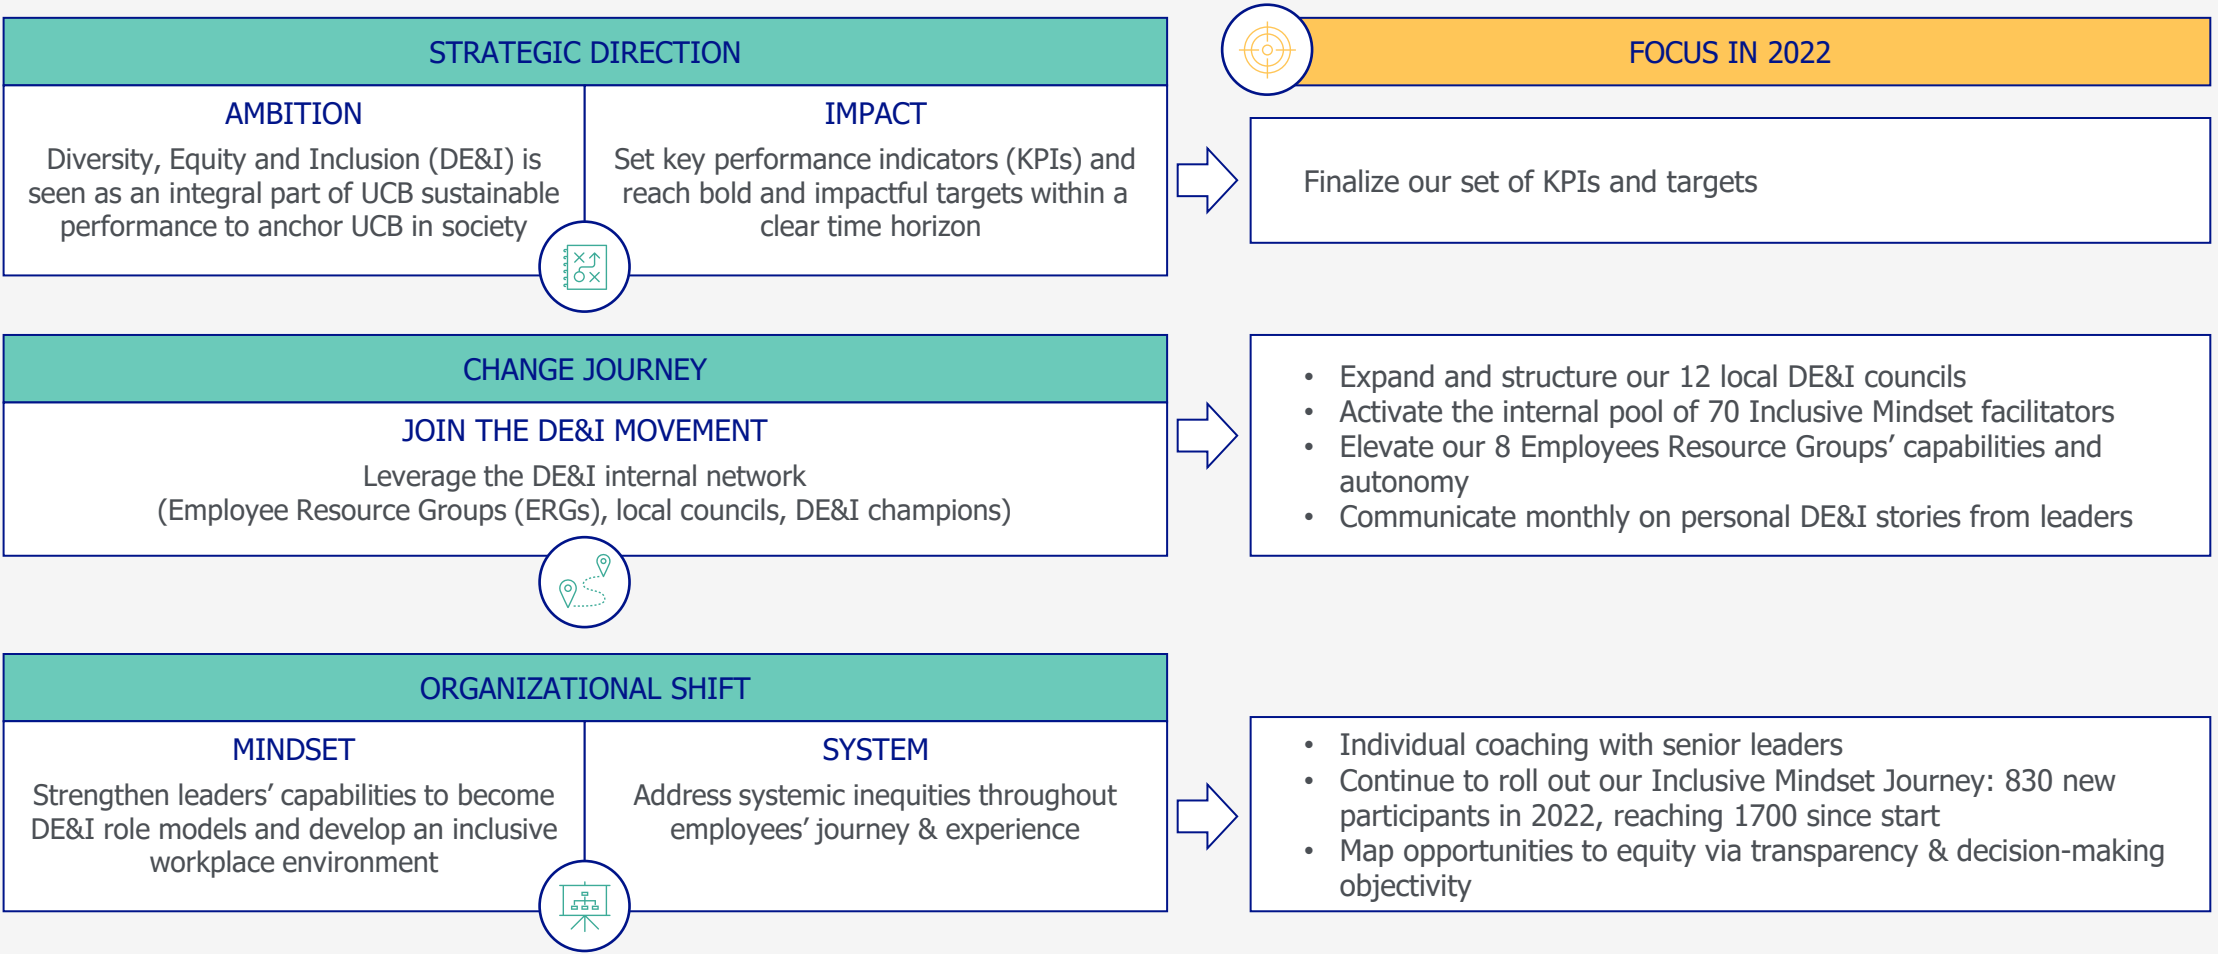 STRATEGIC DIRECTION
AMBITION
Diversity, Equity and Inclusion (DE&I) is
seen as an integral part of UCB sustainable
performance to anchor UCB in society
IMPACT
Set key performance indicators (KPIs) and
reach bold and impactful targets within a
clear time horizon
FOCUS IN 2022
Finalize our set of KPIs and targets
CHANGE JOURNEY
JOIN THE DE&I MOVEMENT
Leverage the DE&I internal network
(Employee Resource Groups (ERGs), local councils, DE&I champions)
• Expand and structure our 12 local DE&I councils
• Activate the internal pool of 70 Inclusive Mindset facilitators
• Elevate our 8 Employees Resource Groups’ capabilities and
autonomy
• Communicate monthly on personal DE&I stories from leaders
ORGANIZATIONAL SHIFT
MINDSET
Strengthen leaders’ capabilities to become
DE&I role models and develop an inclusive
workplace environment
SYSTEM
Address systemic inequities throughout
employees’ journey & experience
• Individual coaching with senior leaders
• Continue to roll out our Inclusive Mindset Journey: 830 new
participants in 2022, reaching 1700 since start
• Map opportunities to equity via transparency & decision-making
objectivity